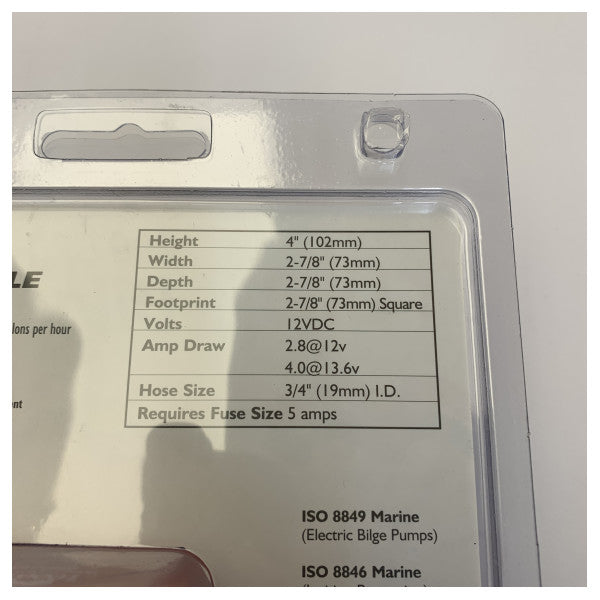 LE
lons per hour
nt
Height 4" (102mm)
Width 2-7/8" (73mm)
Depth 2-7/8" (73mm)
Footprint 2-7/8" (73mm) Square
Volts 12VDC
Amp Draw 2.8@12v
4.0@13.6v
Hose Size 3/4" (19mm) I.D.
Requires Fuse Size 5 amps
ISO 8849 Marine
(Electric Bilge Pumps)
ISO 8846 Marine